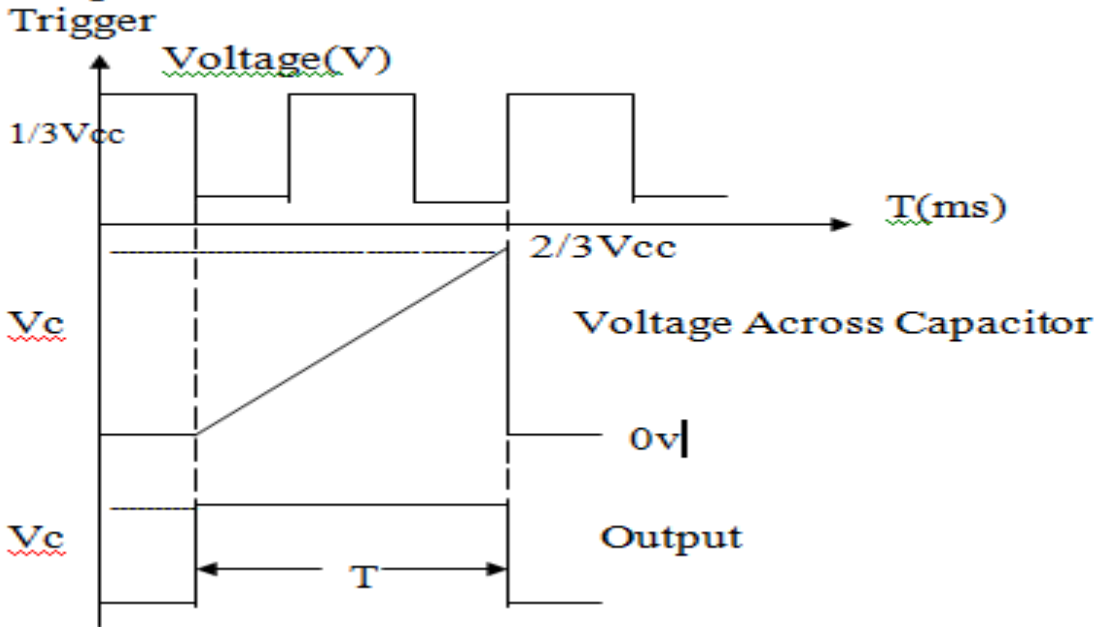 Trigger
Voltage(V)
1/3Vcc
T(ms)
2/3Vcc
Vc
Voltage Across Capacitor
0v
Vc
Output
T